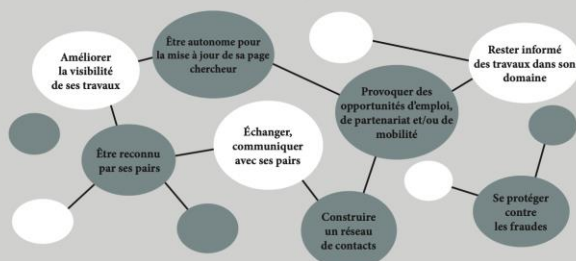 Améliorer
la visibilité
de ses travaux
Être autonome pour
la mise à jour de sa page
chercheur
Rester informé
des travaux dans son
domaine
Provoquer des
opportunités d'emploi,
de partenariat et/ou de
mobilité
Être reconnu
par ses pairs
Échanger,
communiquer
avec ses pairs
Construire
un réseau
de contacts
Se protéger
contre
les fraudes